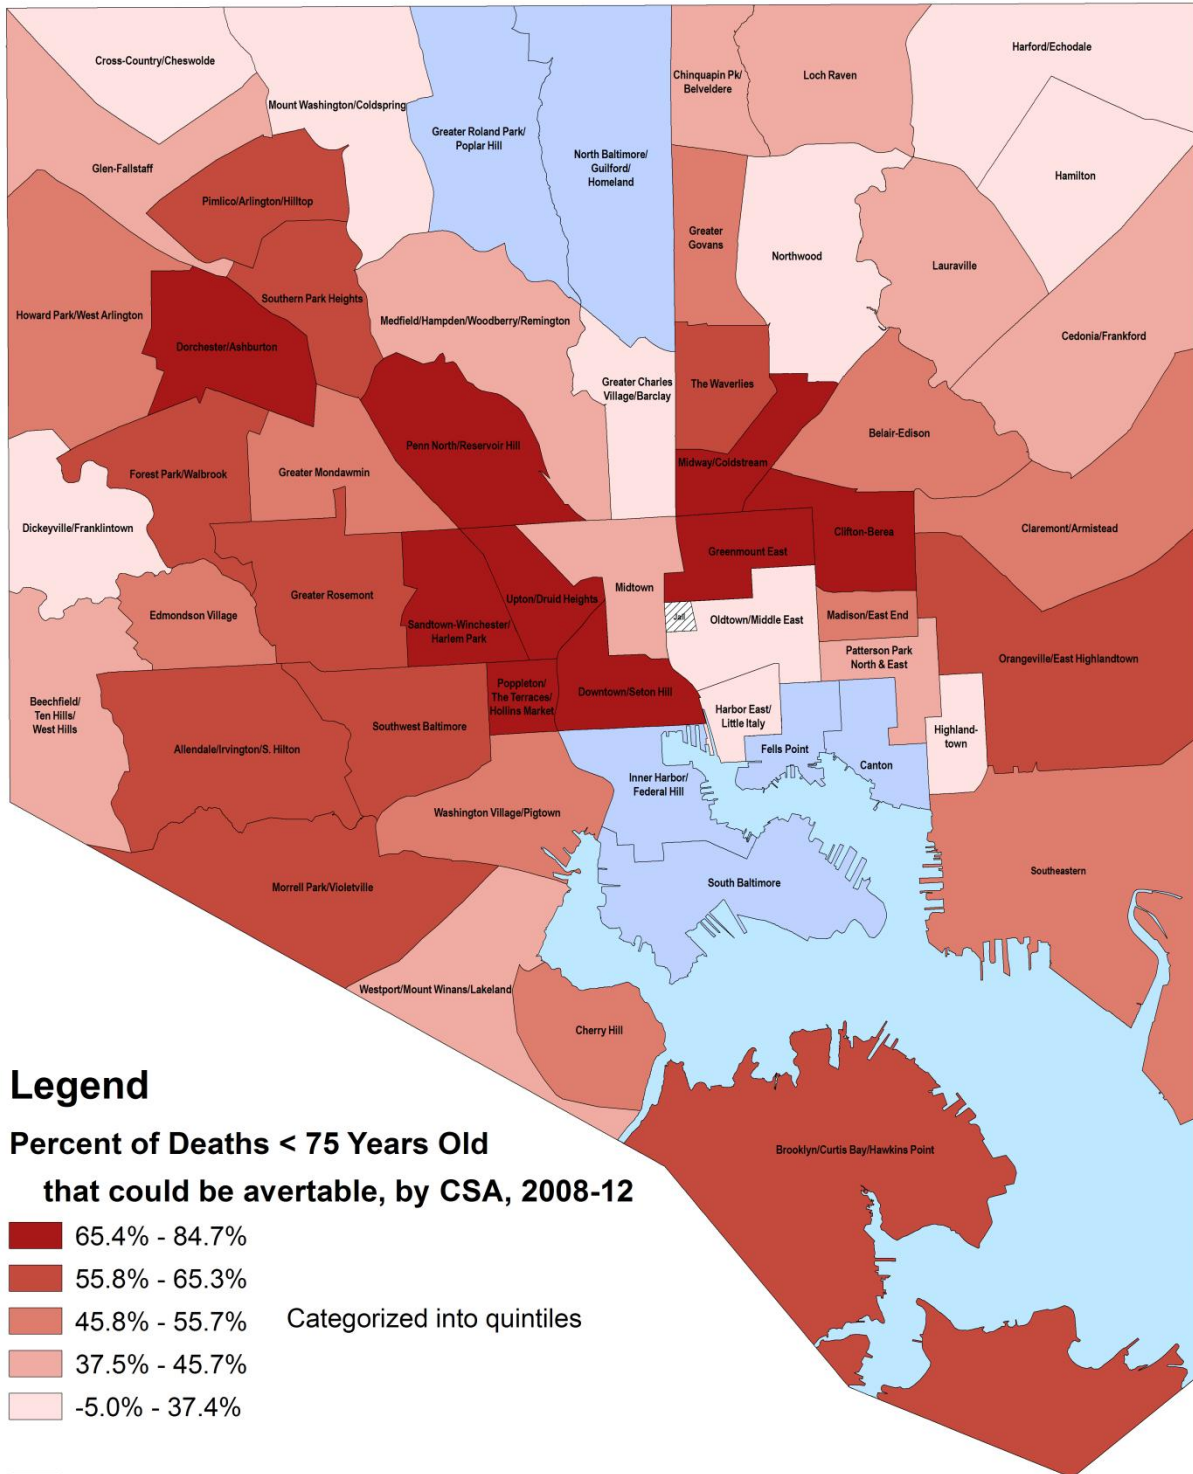 Cross-Country/Cheswolde
Mount Washington/Coldspring
Greater Roland Park/
Poplar Hill
North Baltimore/
Guilford/
Homeland
Chinquapin Pk/
Belveldere
Loch Raven
Harford/Echodale
Glen-Fallstaff
Pimlico/Arlington/Hilltop
Hamilton
Greater
Govans
Northwood
Lauraville
Howard Park/West Arlington
Southern Park Heights
Dorchester/Ashburton
Medfield/Hampden/Woodberry/Remington
Cedonia/Frankford
Greater Charles
Village/Barclay
The Waverlies
Belair-Edison
Penn North/Reservoir Hill
Midway/Coldstream
Forest Park/Walbrook
Greater Mondawmin
Dickeyville/Franklintown
Clifton-Berea
Claremont/Armistead
Greenmount East
Greater Rosemont
Edmondson Village
Upton/Druid Heights
Midtown
Sandtown-Winchester/
Harlem Park
Jail
Oldtown/Middle East
Madison/East End
Patterson Park
North & East
Orangeville/East Highlandtown
Beechfield/
Ten Hills/
West Hills
Poppleton/
The Terraces/
Hollins Market
Downtown/Seton Hill
Harbor East/
Little Italy
Highland-
town
Allendale/Irvington/S. Hilton
Southwest Baltimore
Fells Point
Canton
Inner Harbor/
Federal Hill
Washington Village/Pigtown
Morrell Park/Violetville
South Baltimore
Southeastern
Westport/Mount Winans/Lakeland
Cherry Hill
Brooklyn/Curtis Bay/Hawkins Point
Legend
Percent of Deaths < 75 Years Old
that could be avertable, by CSA, 2008-12
65.4% - 84.7%
55.8% - 65.3%
45.8% - 55.7%
Categorized into quintiles
37.5% - 45.7%
-5.0% - 37.4%